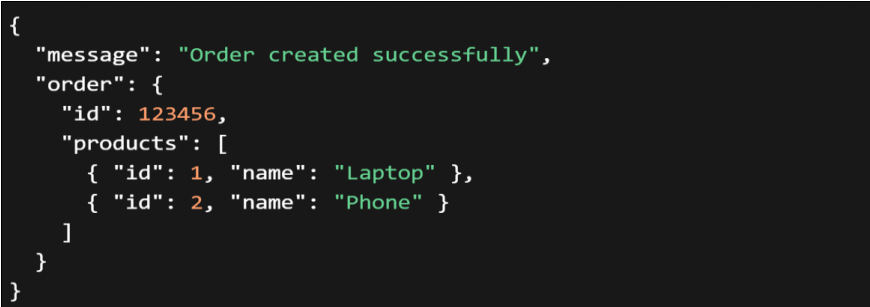 {
  "message": "Order created successfully",
  "order": {
    "id": 123456,
    "products": [
      { "id": 1, "name": "Laptop" },
      { "id": 2, "name": "Phone" }
    ]
  }
}